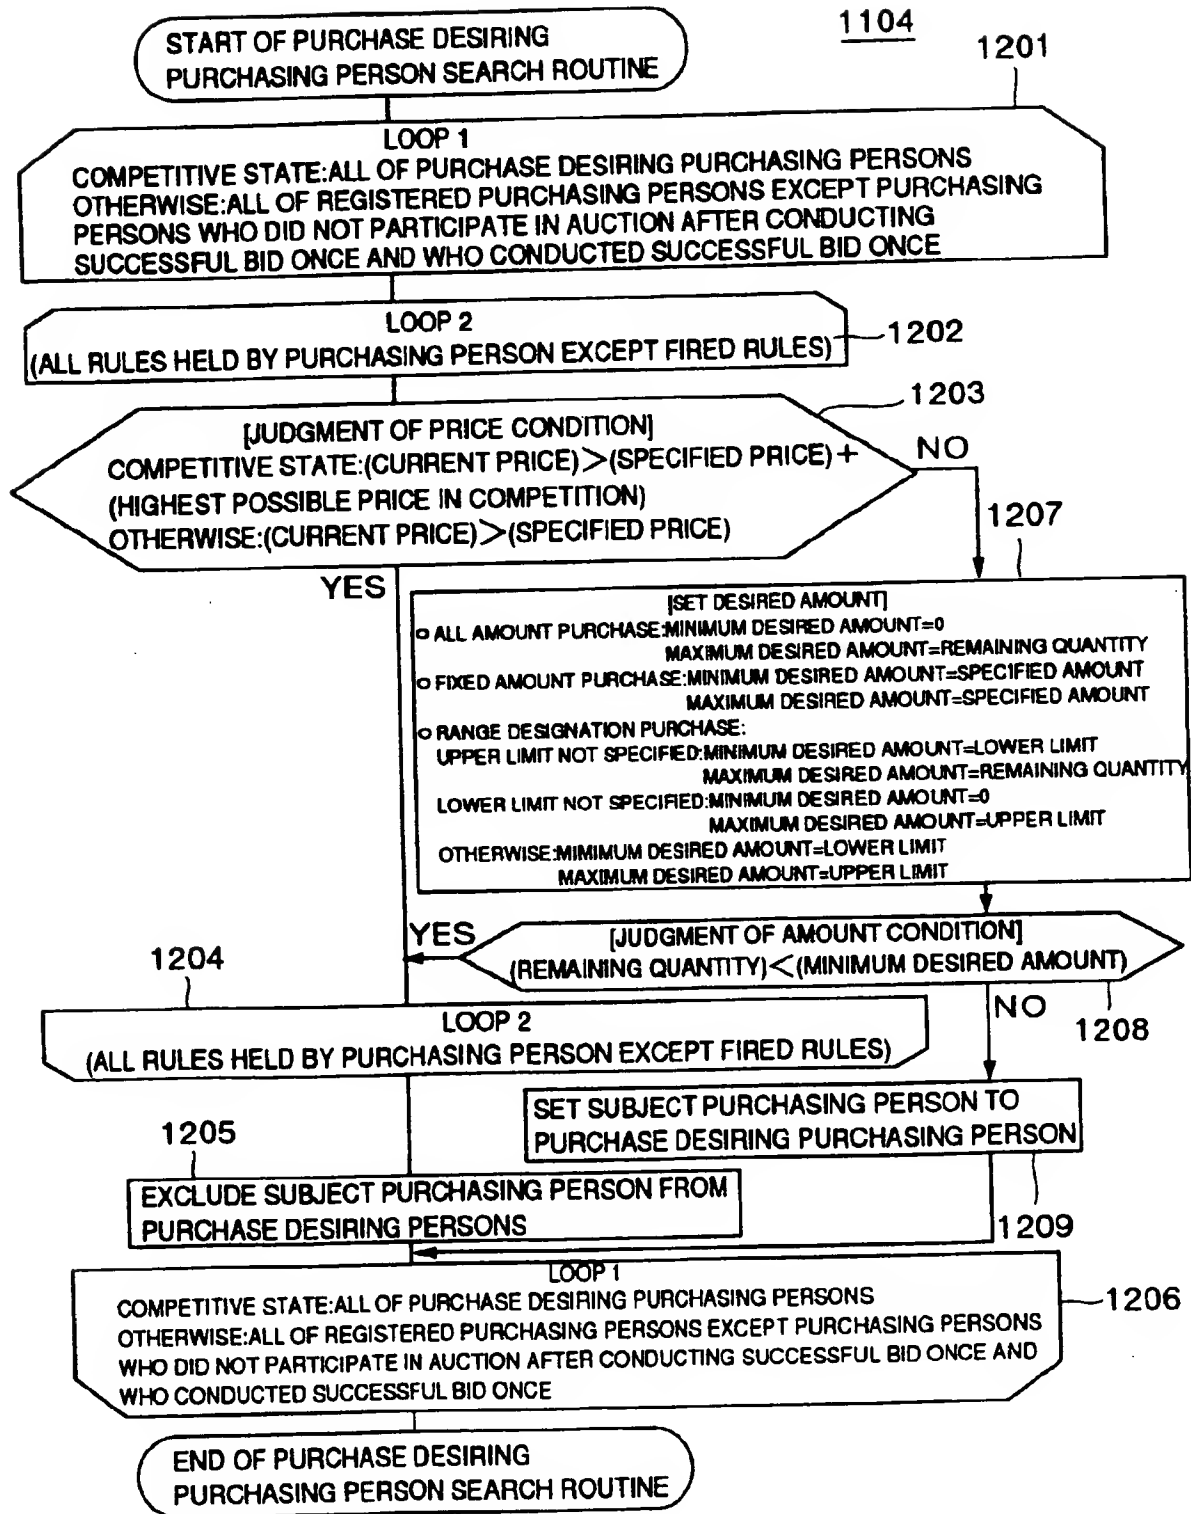 1104
START OF PURCHASE DESIRING
PURCHASING PERSON SEARCH ROUTINE
1201
LOOP 1
COMPETITIVE STATE:ALL OF PURCHASE DESIRING PURCHASING PERSONS
OTHERWISE:ALL OF REGISTERED PURCHASING PERSONS EXCEPT PURCHASING
PERSONS WHO DID NOT PARTICIPATE IN AUCTION AFTER CONDUCTING
SUCCESSFUL BID ONCE AND WHO CONDUCTED SUCCESSFUL BID ONCE
LOOP 2
(ALL RULES HELD BY PURCHASING PERSON EXCEPT FIRED RULES)
1202
1203
[JUDGMENT OF PRICE CONDITION]
COMPETITIVE STATE:(CURRENT PRICE)>(SPECIFIED PRICE)+
(HIGHEST POSSIBLE PRICE IN COMPETITION)
OTHERWISE:(CURRENT PRICE)>(SPECIFIED PRICE)
NO
YES
1207
[SET DESIRED AMOUNT]
○ ALL AMOUNT PURCHASE:MINIMUM DESIRED AMOUNT=0
MAXIMUM DESIRED AMOUNT=REMAINING QUANTITY
○ FIXED AMOUNT PURCHASE:MINIMUM DESIRED AMOUNT=SPECIFIED AMOUNT
MAXIMUM DESIRED AMOUNT=SPECIFIED AMOUNT
○ RANGE DESIGNATION PURCHASE:
UPPER LIMIT NOT SPECIFIED:MINIMUM DESIRED AMOUNT=LOWER LIMIT
MAXIMUM DESIRED AMOUNT=REMAINING QUANTITY
LOWER LIMIT NOT SPECIFIED:MINIMUM DESIRED AMOUNT=0
MAXIMUM DESIRED AMOUNT=UPPER LIMIT
OTHERWISE:MIMIMUM DESIRED AMOUNT=LOWER LIMIT
MAXIMUM DESIRED AMOUNT=UPPER LIMIT
YES
[JUDGMENT OF AMOUNT CONDITION]
(REMAINING QUANTITY)<(MINIMUM DESIRED AMOUNT)
1208
NO
1204
LOOP 2
(ALL RULES HELD BY PURCHASING PERSON EXCEPT FIRED RULES)
SET SUBJECT PURCHASING PERSON TO
PURCHASE DESIRING PURCHASING PERSON
1209
1205
EXCLUDE SUBJECT PURCHASING PERSON FROM
PURCHASE DESIRING PERSONS
LOOP 1
COMPETITIVE STATE:ALL OF PURCHASE DESIRING PURCHASING PERSONS
OTHERWISE:ALL OF REGISTERED PURCHASING PERSONS EXCEPT PURCHASING PERSONS
WHO DID NOT PARTICIPATE IN AUCTION AFTER CONDUCTING SUCCESSFUL BID ONCE AND
WHO CONDUCTED SUCCESSFUL BID ONCE
1206
END OF PURCHASE DESIRING
PURCHASING PERSON SEARCH ROUTINE